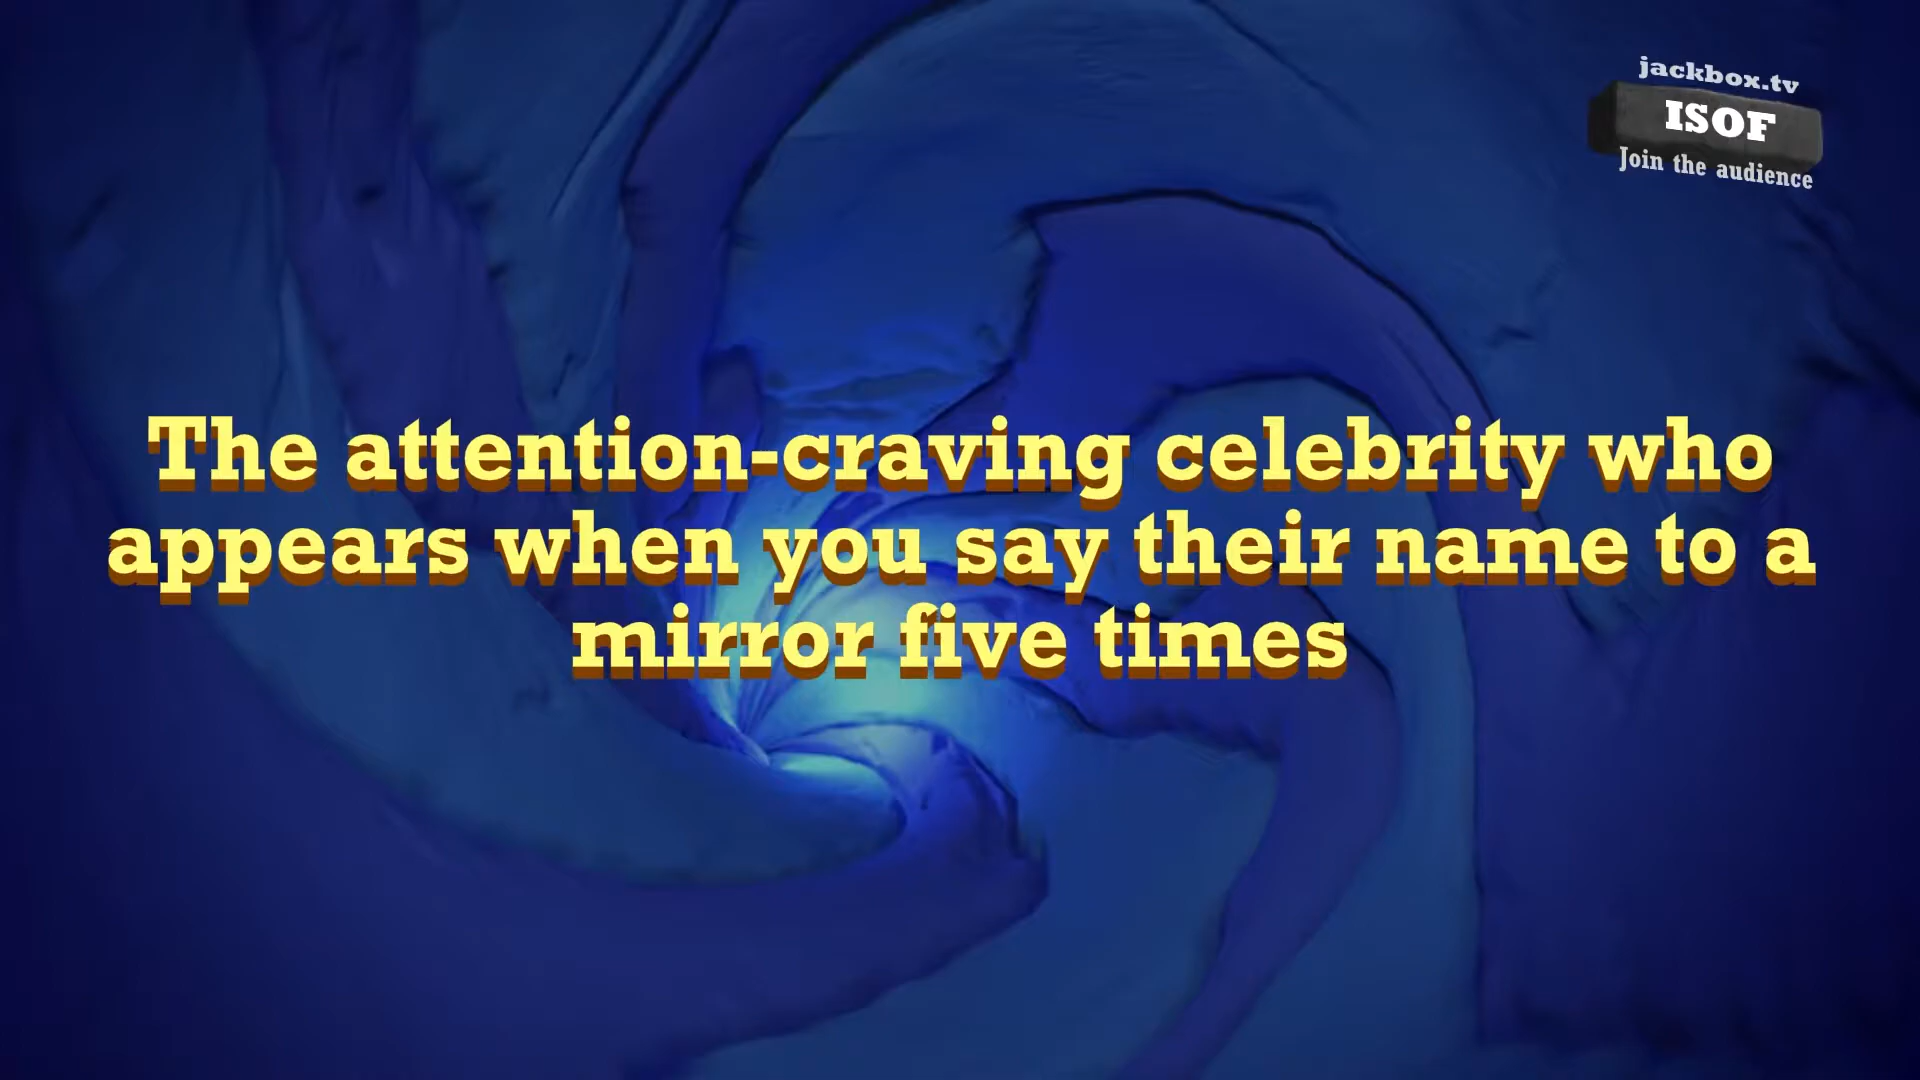 jackbox.tv
ISOF
Join the audience
The attention-craving celebrity who
appears when you say their name to a
mirror five times